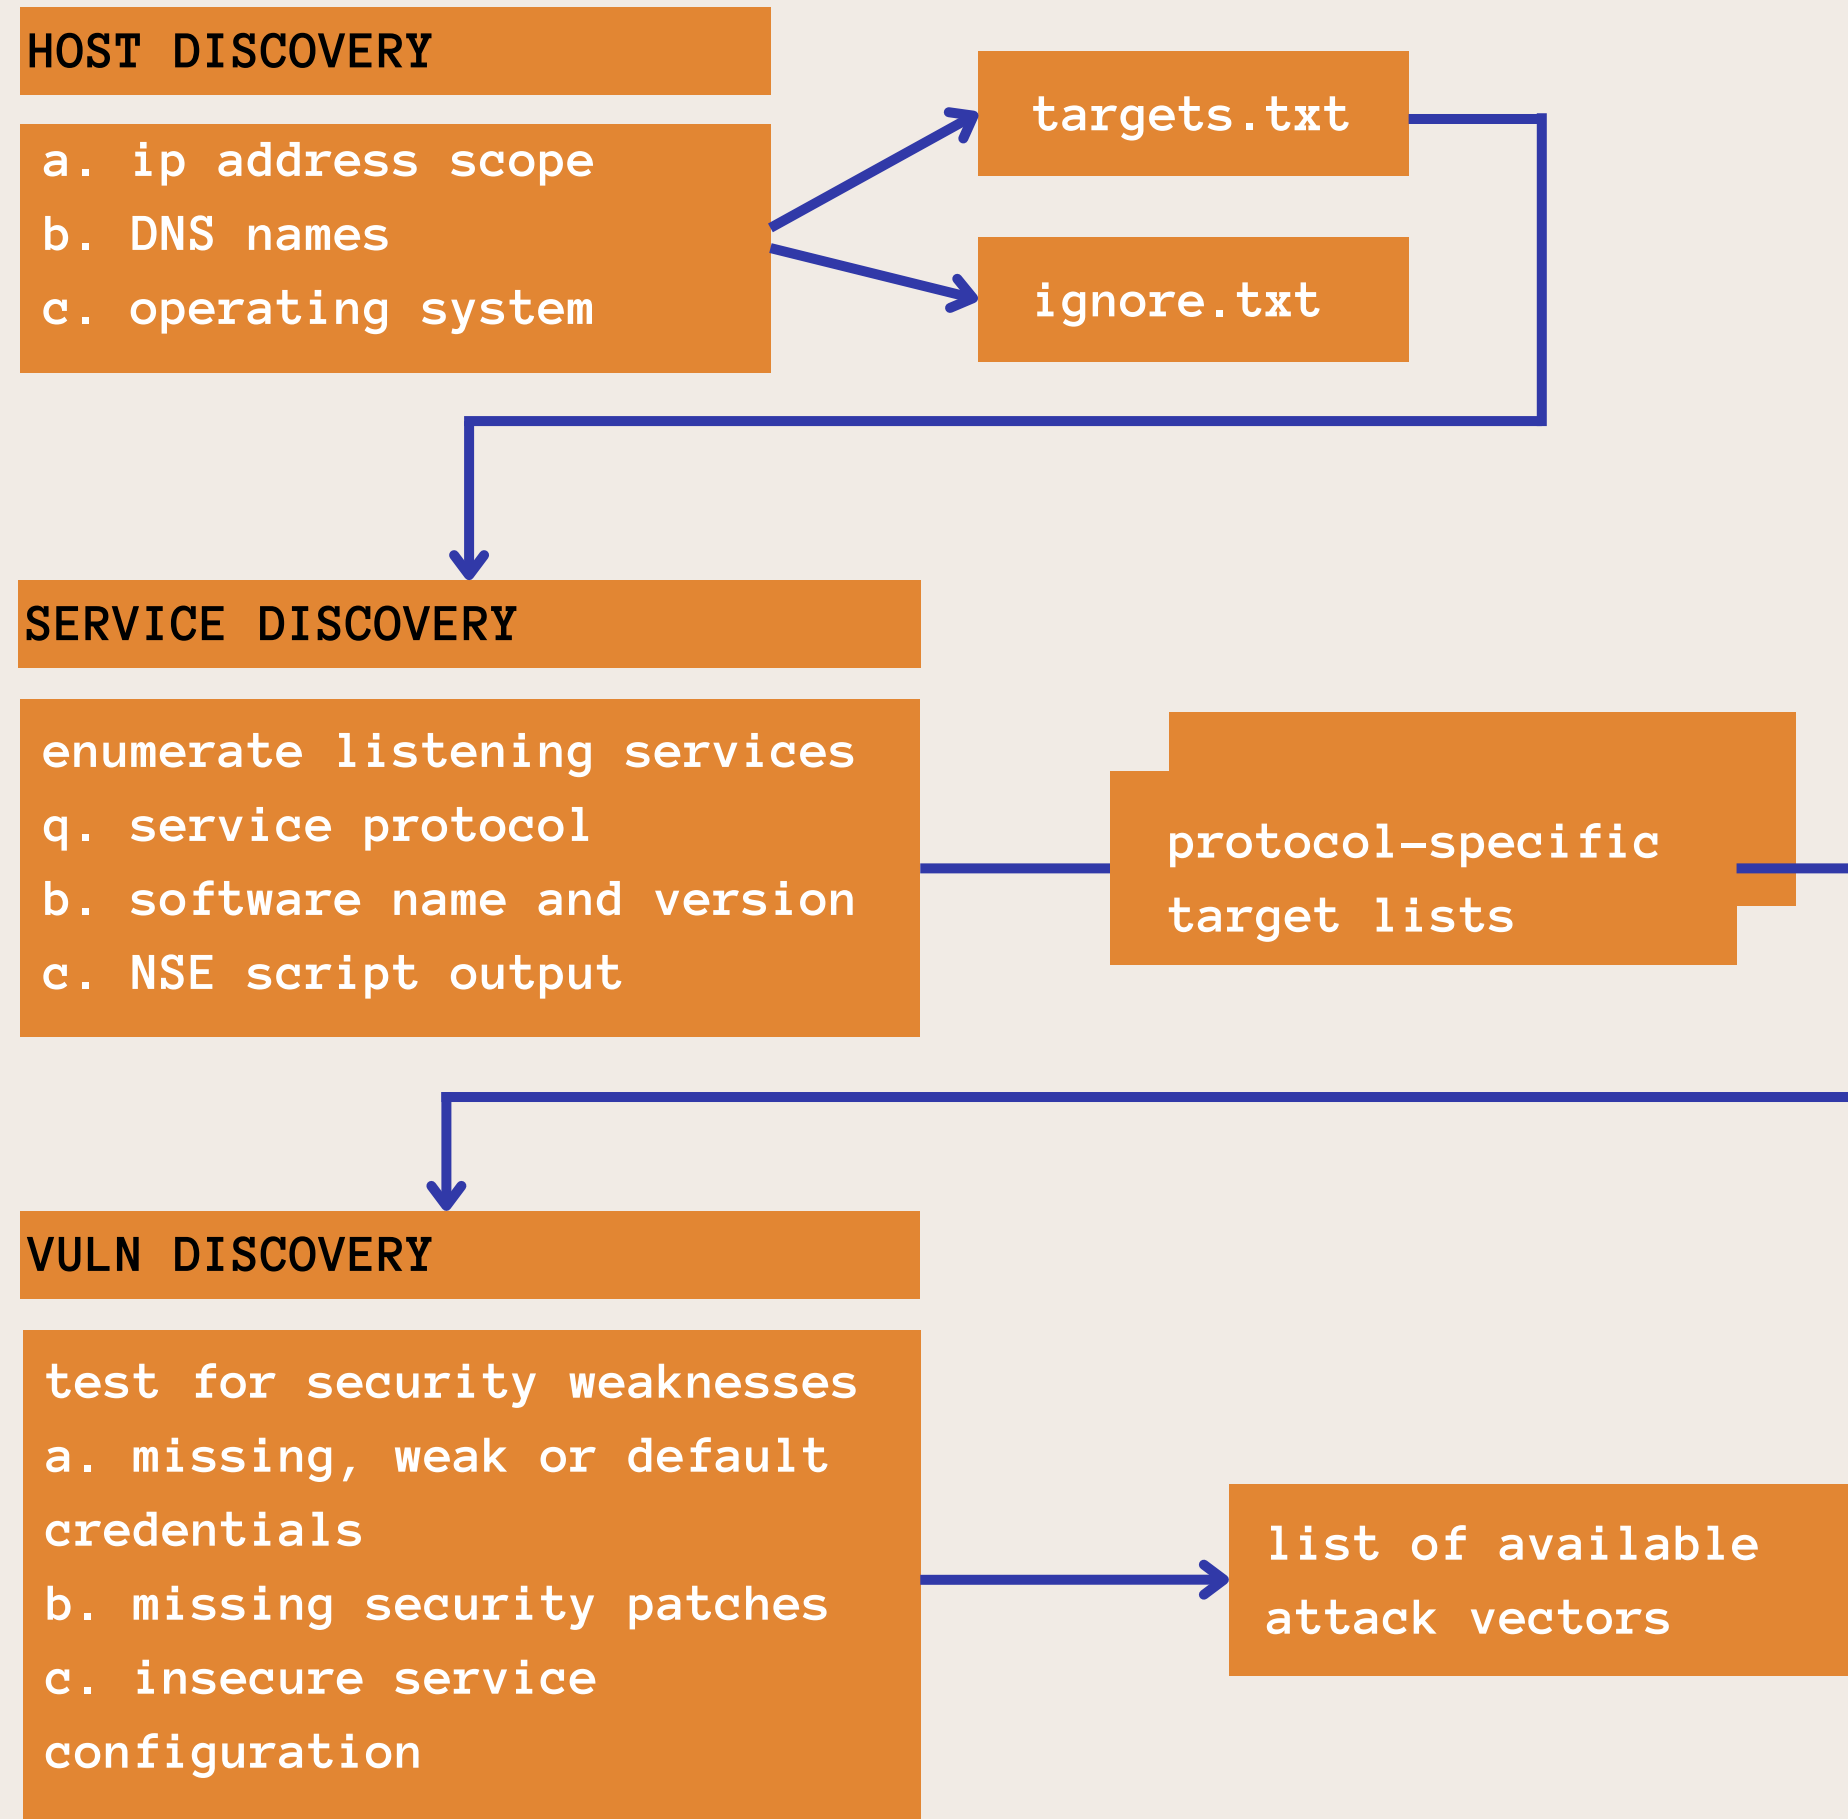 HOST DISCOVERY
a. ip address scope
b. DNS names
c. operating system
targets.txt
ignore.txt
SERVICE DISCOVERY
enumerate listening services
q. service protocol
b. software name and version
c. NSE script output
protocol-specific
target lists
VULN DISCOVERY
test for security weaknesses
a. missing, weak or default
credentials
b. missing security patches
c. insecure service
configuration
list of available
attack vectors